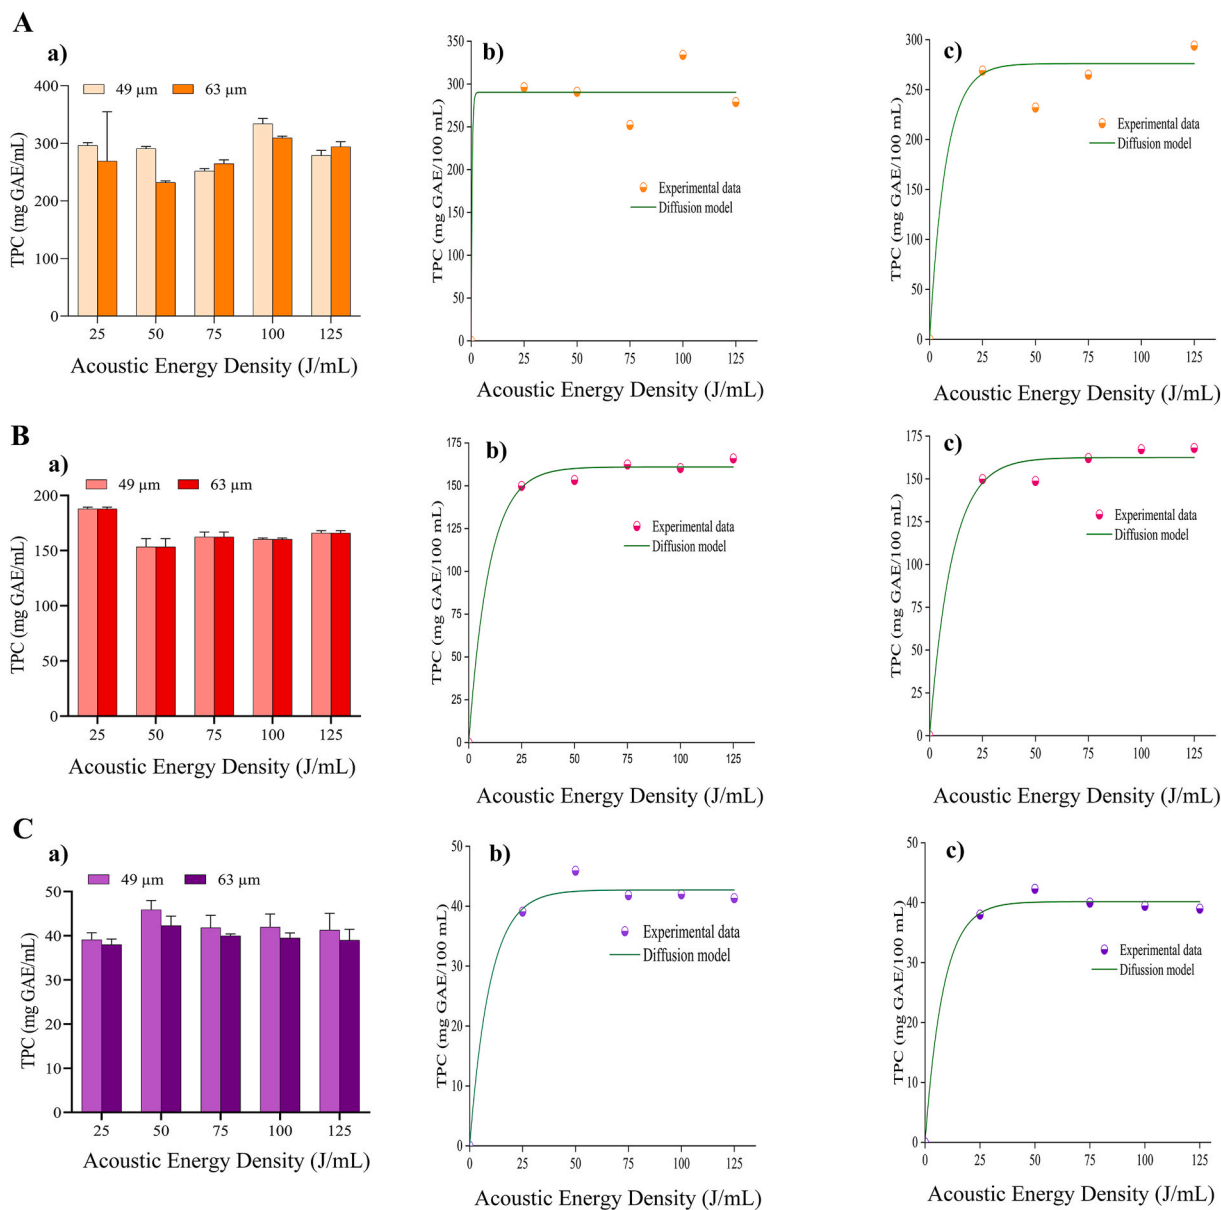 A
a)
49 µm 63 µm
400
300
200
100
0
TPC (mg GAE/mL)
25 50 75 100 125
Acoustic Energy Density (J/mL)
b)
350
300
250
200
150
100
50
0
TPC (mg GAE/100 mL)
Experimental data
Diffusion model
0 25 50 75 100 125
Acoustic Energy Density (J/mL)
c)
300
250
200
150
100
50
0
TPC (mg GAE/100 mL)
Experimental data
Diffusion model
0 25 50 75 100 125
Acoustic Energy Density (J/mL)
B
a)
49 µm 63 µm
200
150
100
50
0
TPC (mg GAE/mL)
25 50 75 100 125
Acoustic Energy Density (J/mL)
b)
175
150
125
100
75
50
25
0
TPC (mg GAE/100 mL)
Experimental data
Diffusion model
0 25 50 75 100 125
Acoustic Energy Density (J/mL)
c)
175
150
125
100
75
50
25
0
TPC (mg GAE/100 mL)
Experimental data
Diffusion model
0 25 50 75 100 125
Acoustic Energy Density (J/mL)
C
a)
49 µm 63 µm
50
40
30
20
10
0
TPC (mg GAE/mL)
25 50 75 100 125
Acoustic Energy Density (J/mL)
b)
50
40
30
20
10
0
TPC (mg GAE/100 mL)
Experimental data
Diffusion model
0 25 50 75 100 125
Acoustic Energy Density (J/mL)
c)
50
40
30
20
10
0
TPC (mg GAE/100 mL)
Experimental data
Difussion model
0 25 50 75 100 125
Acoustic Energy Density (J/mL)